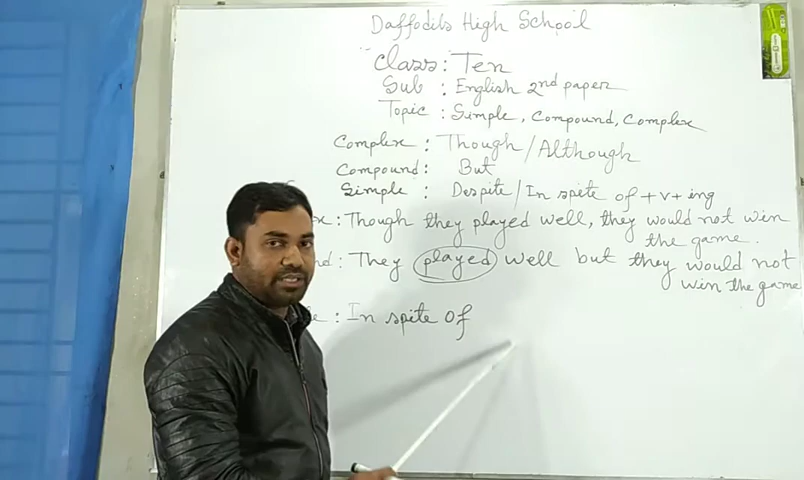 Daffodils High School
Class: Ten
Sub : English 2nd paper
Topic : Simple, Compound, Complex
Complex : Though/Although
Compound : But
Simple : Despite/In spite of + v + ing
: Though they played well, they would not win
the game.
: They played well but they would not
win the game
: In spite of